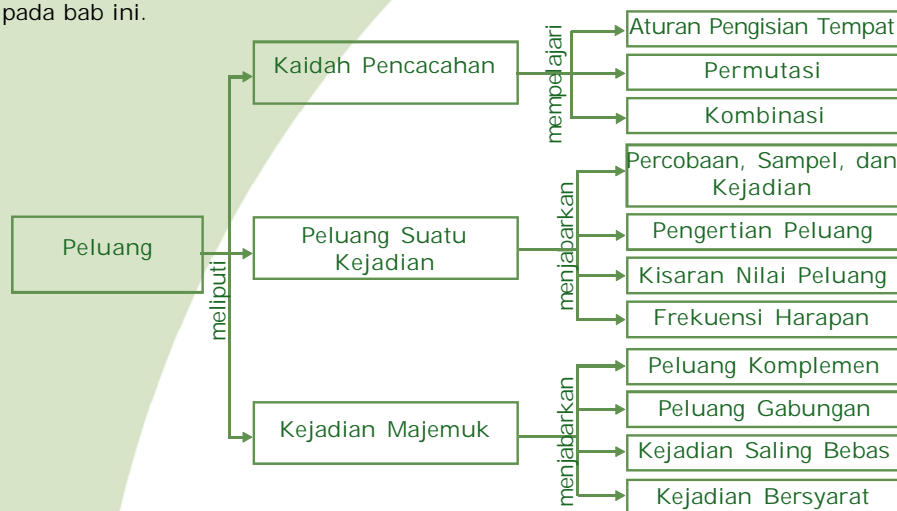 pada bab ini.
Peluang
meliputi
Kaidah Pencacahan
mempelajari
Aturan Pengisian Tempat
Permutasi
Kombinasi
Peluang Suatu
Kejadian
menjabarkan
Percobaan, Sampel, dan
Kejadian
Pengertian Peluang
Kisaran Nilai Peluang
Frekuensi Harapan
Kejadian Majemuk
menjabarkan
Peluang Komplemen
Peluang Gabungan
Kejadian Saling Bebas
Kejadian Bersyarat